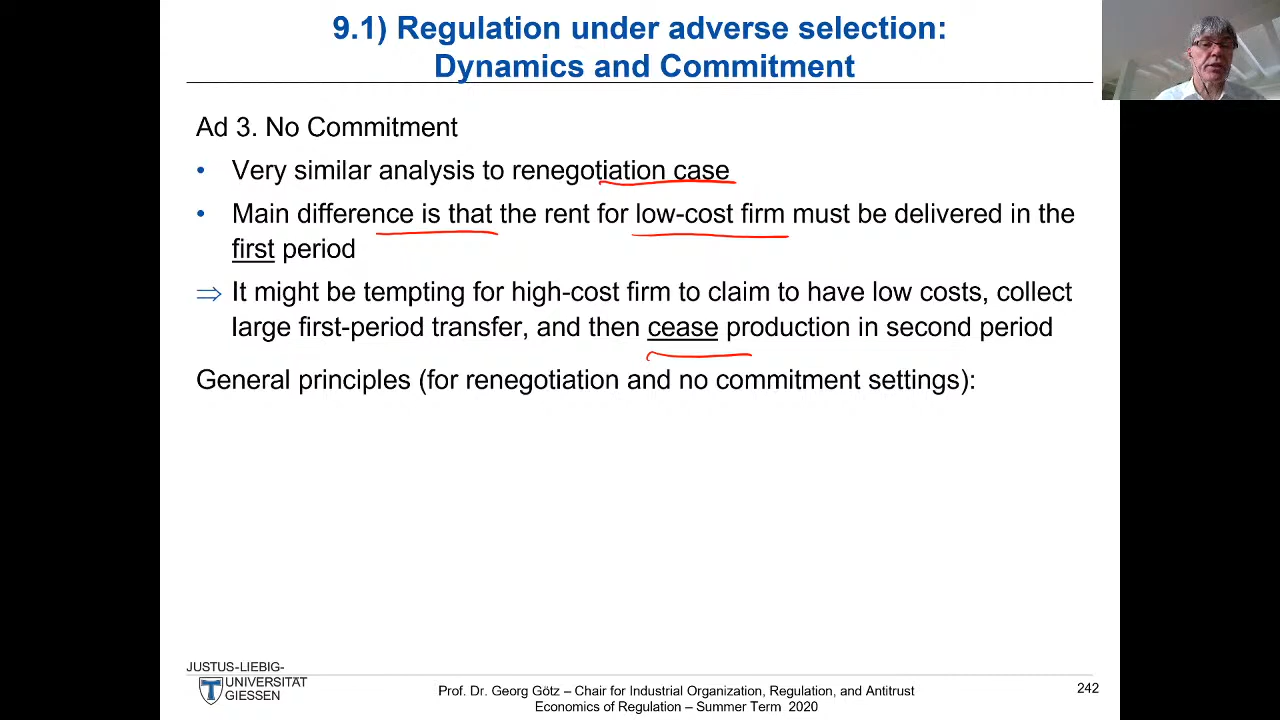 9.1) Regulation under adverse selection:
Dynamics and Commitment
Ad 3. No Commitment
• Very similar analysis to renegotiation case
• Main difference is that the rent for low-cost firm must be delivered in the
first period
⇒ It might be tempting for high-cost firm to claim to have low costs, collect
large first-period transfer, and then cease production in second period
General principles (for renegotiation and no commitment settings):
JUSTUS-LIEBIG-
UNIVERSITÄT
GIESSEN
Prof. Dr. Georg Götz – Chair for Industrial Organization, Regulation, and Antitrust
Economics of Regulation – Summer Term 2020
242